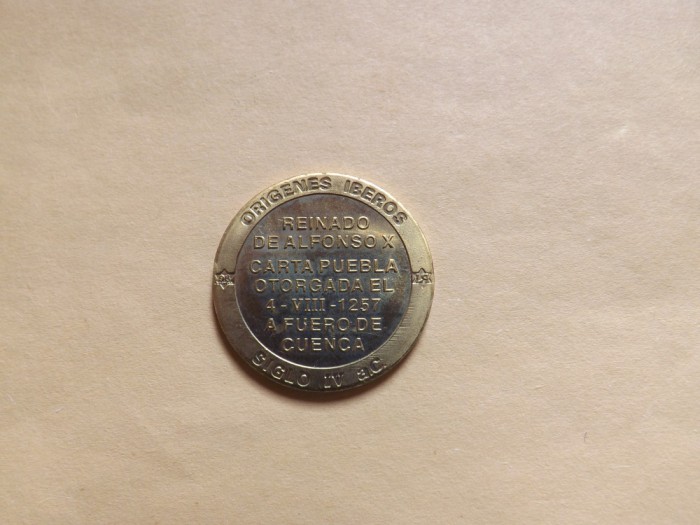 ORIGENES IBEROS
REINADO
DE ALFONSO X
CARTA PUEBLA
OTORGADA EL
4-VIII-1257
A FUERO DE
CUENCA
SIGLO IV a.C.